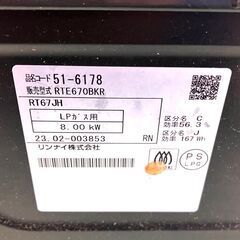 品名コード 51-6178
販売型式 RTE670BKR
RT67JH
LPガス用
8.00 kW
23.02-003853 RN
リンナイ株式会社
区分名 C
効率56.3 %
区分名 J
効率 167 Wh
PS
LPG